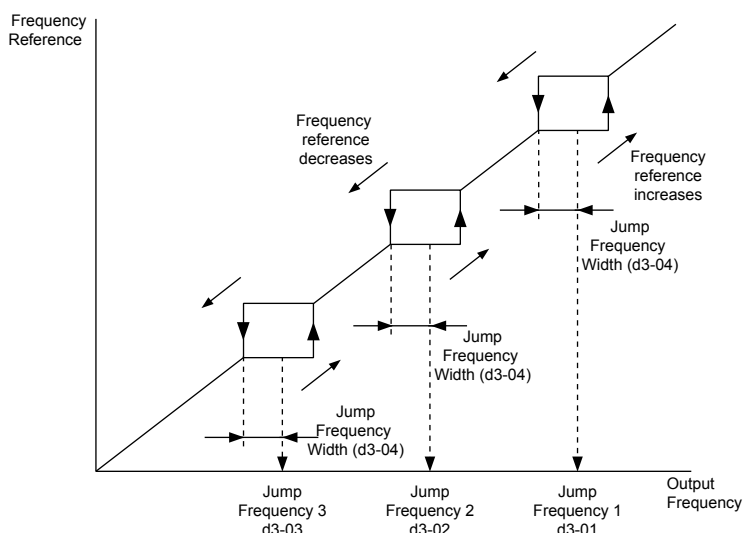 Frequency
Reference
Frequency
reference
decreases
Frequency
reference
increases
Jump
Frequency
Width (d3-04)
Jump
Frequency
Width (d3-04)
Jump
Frequency
Width (d3-04)
Output
Frequency
Jump
Frequency 3
d3-03
Jump
Frequency 2
d3-02
Jump
Frequency 1
d3-01